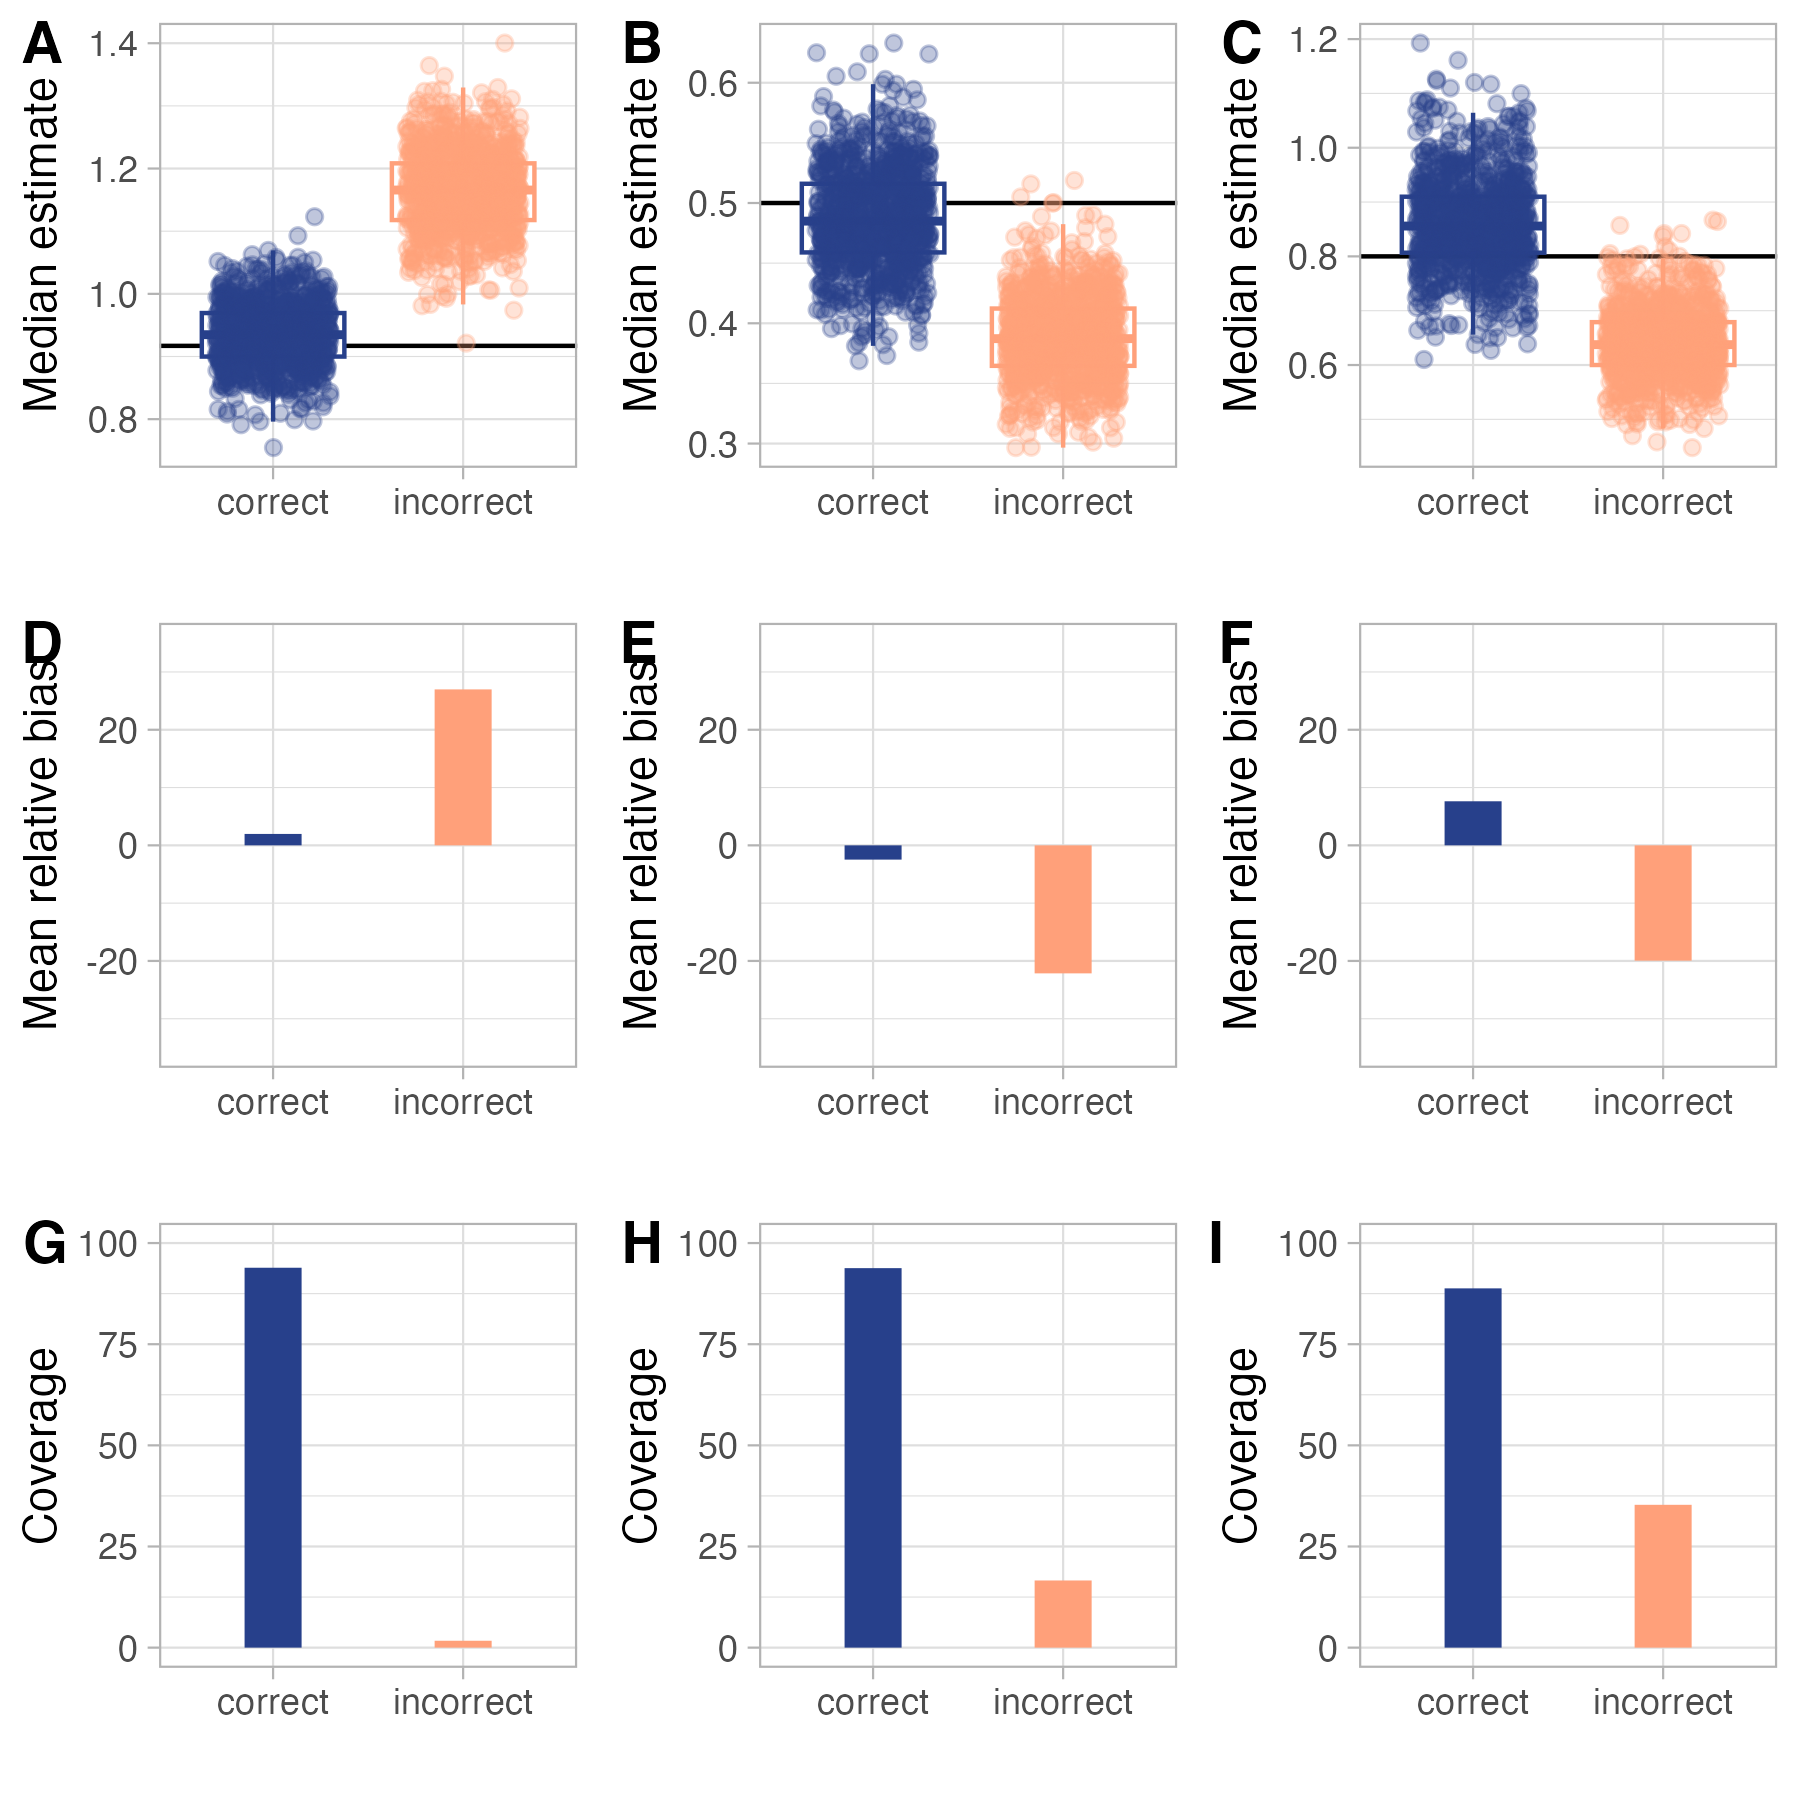 A
Median estimate
1.4
1.2
1.0
0.8
correct
incorrect
B
Median estimate
0.6
0.5
0.4
0.3
correct
incorrect
C
Median estimate
1.2
1.0
0.8
0.6
correct
incorrect
D
Mean relative bias
20
0
-20
correct
incorrect
E
Mean relative bias
20
0
-20
correct
incorrect
F
Mean relative bias
20
0
-20
correct
incorrect
G
Coverage
100
75
50
25
0
correct
incorrect
H
Coverage
100
75
50
25
0
correct
incorrect
I
Coverage
100
75
50
25
0
correct
incorrect